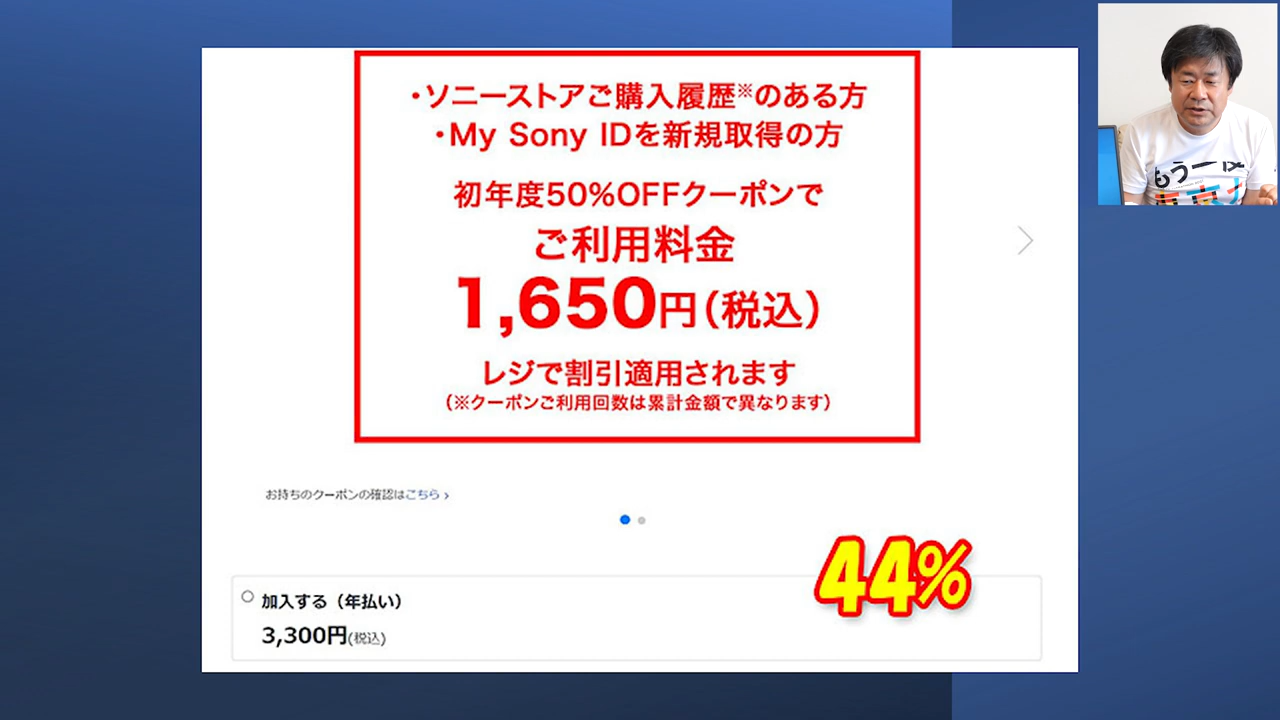 ・ソニーストアご購入履歴※のある方
・My Sony IDを新規取得の方
初年度50%OFFクーポンで
ご利用料金
1,650円（税込）
レジで割引適用されます
（※クーポンご利用回数は累計金額で異なります）
お持ちのクーポンの確認はこちら ›
44%
加入する（年払い）
3,300円(税込)
もう一度